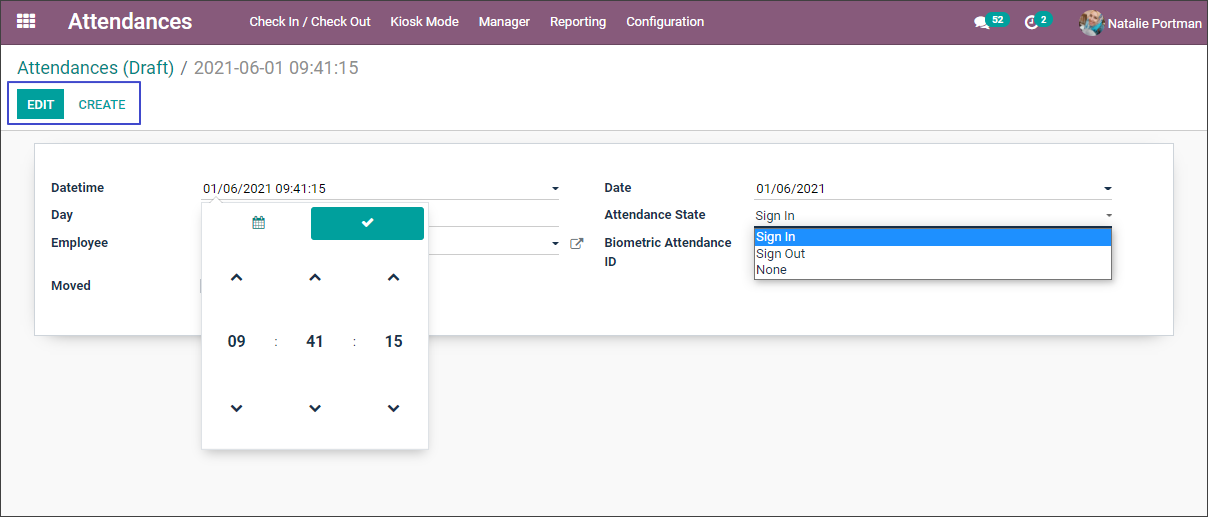 Attendances Check In / Check Out Kiosk Mode Manager Reporting Configuration 52 2 Natalie Portman
Attendances (Draft) / 2021-06-01 09:41:15
EDIT CREATE
Datetime 01/06/2021 09:41:15 Date 01/06/2021
Day Attendance State Sign In
Employee Biometric Attendance
ID
Sign In
Sign Out
None
Moved
09 : 41 : 15